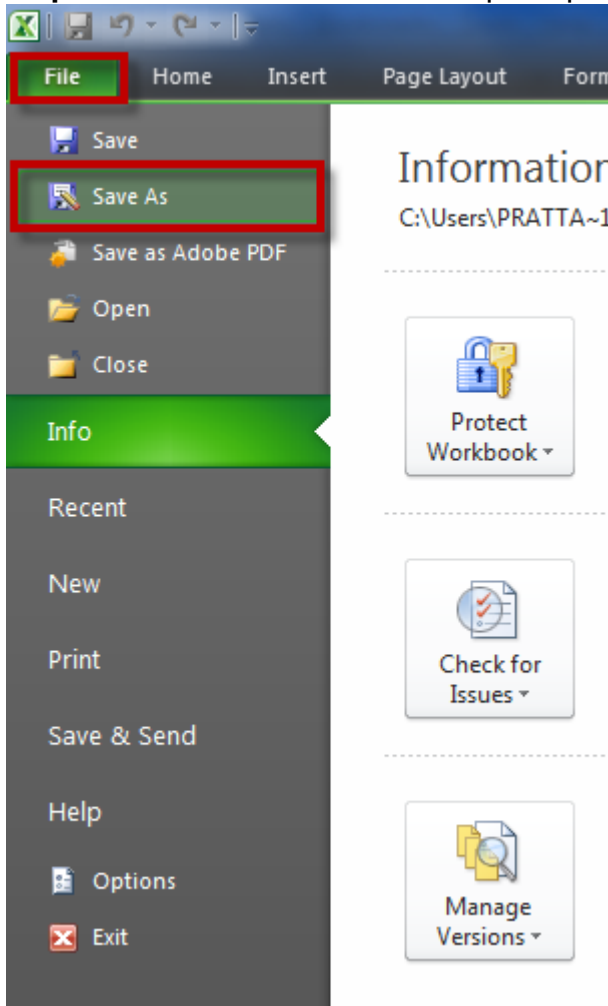 File Home Insert Page Layout Form
Save
Save As
Save as Adobe PDF
Open
Close
Info
Recent
New
Print
Save & Send
Help
Options
Exit
Information
C:\Users\PRATTA~1
Protect
Workbook
Check for
Issues
Manage
Versions